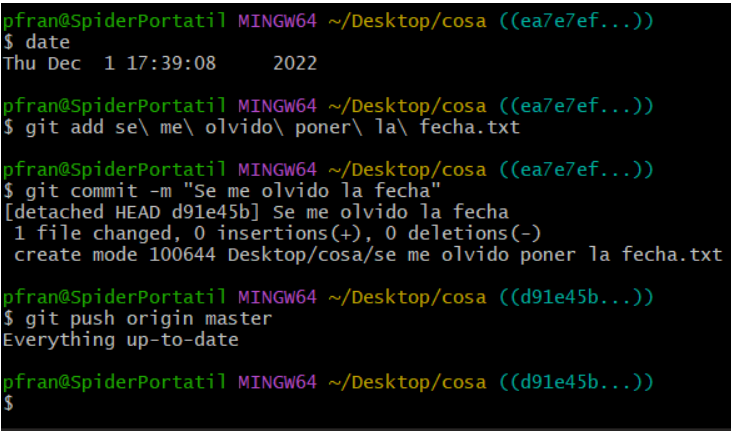 pfran@SpiderPortatil MINGW64 ~/Desktop/cosa ((ea7e7ef...))
$ date
Thu Dec  1 17:39:08     2022
pfran@SpiderPortatil MINGW64 ~/Desktop/cosa ((ea7e7ef...))
$ git add se\ me\ olvido\ poner\ la\ fecha.txt
pfran@SpiderPortatil MINGW64 ~/Desktop/cosa ((ea7e7ef...))
$ git commit -m "Se me olvido la fecha"
[detached HEAD d91e45b] Se me olvido la fecha
 1 file changed, 0 insertions(+), 0 deletions(-)
 create mode 100644 Desktop/cosa/se me olvido poner la fecha.txt
pfran@SpiderPortatil MINGW64 ~/Desktop/cosa ((d91e45b...))
$ git push origin master
Everything up-to-date
pfran@SpiderPortatil MINGW64 ~/Desktop/cosa ((d91e45b...))
$